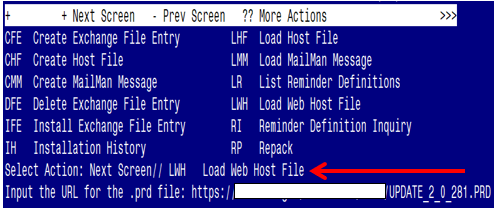 + + Next Screen - Prev Screen ?? More Actions >>>
CFE Create Exchange File Entry LHF Load Host File
CHF Create Host File LMM Load MailMan Message
CMM Create MailMan Message LR List Reminder Definitions
DFE Delete Exchange File Entry LWH Load Web Host File
IFE Install Exchange File Entry RI Reminder Definition Inquiry
IH Installation History RP Repack
Select Action: Next Screen// LWH Load Web Host File
Input the URL for the .prd file: https:/ /UPDATE_2_0_281.PRD